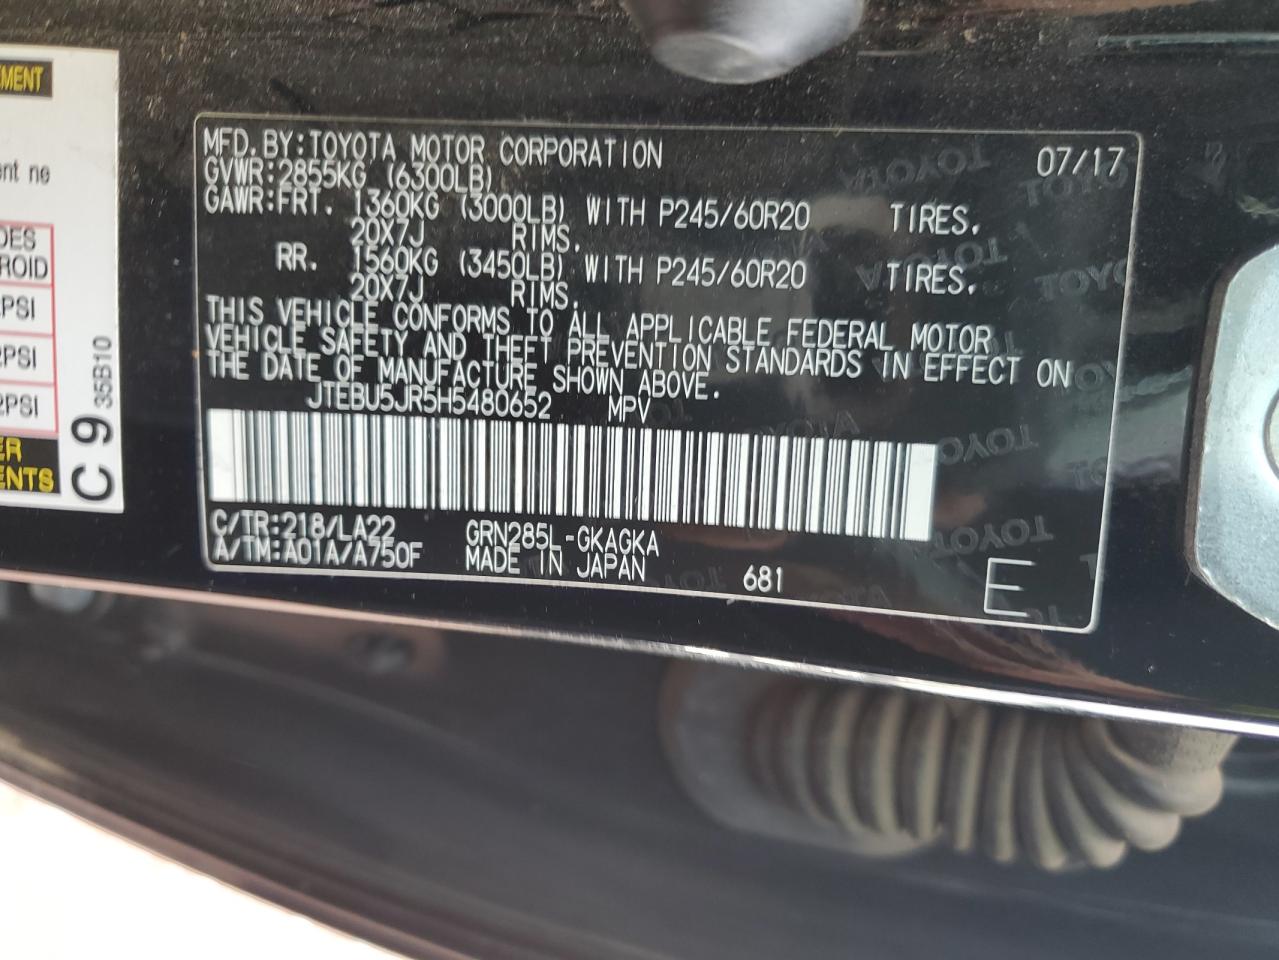 EMENT
ent ne
DES
ROID
PSI
2PSI
2PSI
ER
ENTS
C 9
35B10
MFD.BY:TOYOTA MOTOR CORPORATION 07/17
GVWR:2855KG (6300LB)
GAWR:FRT. 1360KG (3000LB) WITH P245/60R20 TIRES.
20X7J RIMS.
RR. 1560KG (3450LB) WITH P245/60R20 TIRES.
20X7J RIMS.
THIS VEHICLE CONFORMS TO ALL APPLICABLE FEDERAL MOTOR
VEHICLE SAFETY AND THEFT PREVENTION STANDARDS IN EFFECT ON
THE DATE OF MANUFACTURE SHOWN ABOVE.
JTEBU5JR5H5480652 MPV
C/TR:218/LA22 GRN285L-GKAGKA
A/TM:A01A/A750F MADE IN JAPAN 681 E